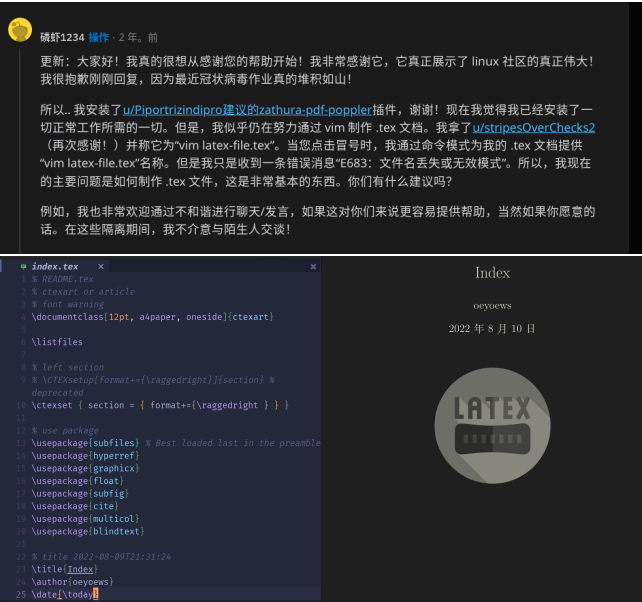 磷虾1234 操作 · 2 年。前
更新：大家好！我真的很想从感谢您的帮助开始！我非常感谢它，它真正展示了 linux 社区的真正伟大！
我很抱歉刚刚回复，因为最近冠状病毒作业真的堆积如山！
所以.. 我安装了u/Piportrizindipro建议的zathura-pdf-poppler插件，谢谢！现在我觉得我已经安装了一
切正常工作所需的一切。但是，我似乎仍在努力通过 vim 制作 .tex 文档。我拿了u/stripesOverChecks2
（再次感谢！）并称它为“vim latex-file.tex”。当您点击冒号时，我通过命令模式为我的 .tex 文档提供
“vim latex-file.tex”名称。但是我只是收到一条错误消息“E683：文件名丢失或无效模式”。所以，我现在
的主要问题是如何制作 .tex 文件，这是非常基本的东西。你们有什么建议吗？
例如，我也非常欢迎通过不和谐进行聊天/发言，如果这对你们来说更容易提供帮助，当然如果你愿意的
话。在这些隔离期间，我不介意与陌生人交谈！
index.tex
1 % README.tex
2 % ctexart or article
3 % font warning
4 \documentclass[12pt, a4paper, oneside]{ctexart}
5
6 \listfiles
7
8 % left section
9 % \CTEXsetup[format+={\raggedright}]{section} %
deprecated
10 \ctexset { section = { format+={\raggedright } } }
11
12 % use package
13 \usepackage{subfiles} % Best loaded last in the preamble
14 \usepackage{hyperref}
15 \usepackage{graphicx}
16 \usepackage{float}
17 \usepackage{subfig}
18 \usepackage{cite}
19 \usepackage{multicol}
20 \usepackage{blindtext}
21
22 % title 2022-08-09T21:31:24
23 \title{Index}
24 \author{oeyoews}
25 \date{\today}
Index
oeyoews
2022 年 8 月 10 日
LATEX